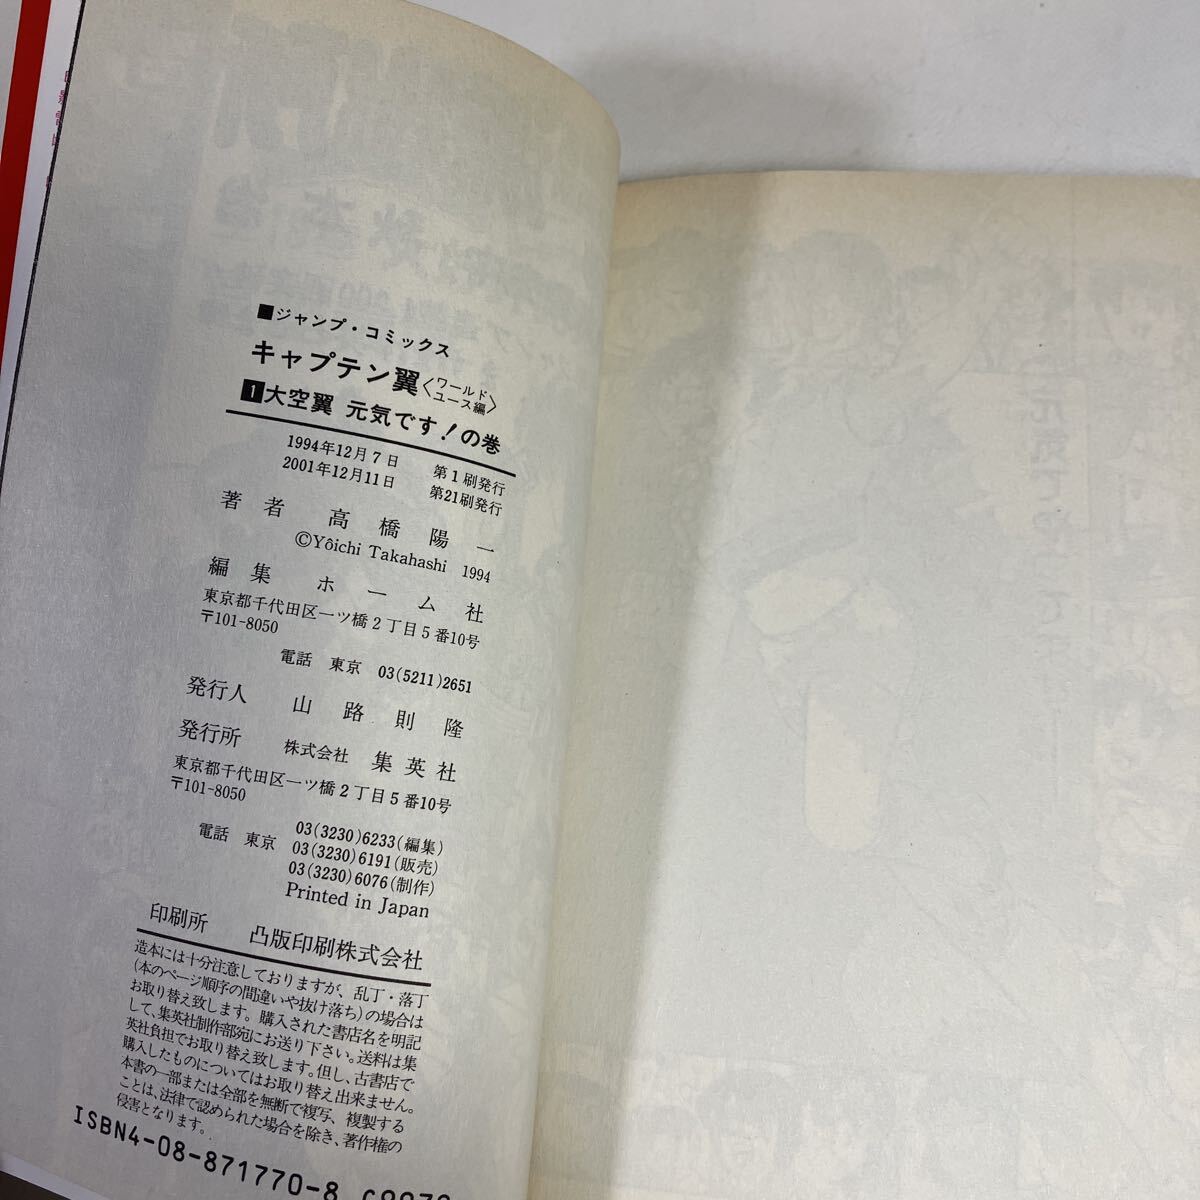 ■ジャンプ・コミックス
キャプテン翼〈ワールドユース編〉
1大空翼 元気です!の巻
1994年12月7日 第1刷発行
2001年12月11日 第21刷発行
著者 高橋陽一
©Yôichi Takahashi 1994
編集 ホーム社
東京都千代田区一ツ橋2丁目5番10号
〒101-8050
電話 東京 03(5211)2651
発行人 山路則隆
発行所 株式会社 集英社
東京都千代田区一ツ橋2丁目5番10号
〒101-8050
03(3230)6233(編集)
電話 東京 03(3230)6191(販売)
03(3230)6076(制作)
Printed in Japan
印刷所 凸版印刷株式会社
造本には十分注意しておりますが、乱丁・落丁
(本のページ順序の間違いや抜け落ち)の場合は
お取り替え致します。購入された書店名を明記
して、集英社制作部宛にお送り下さい。送料は集
英社負担でお取り替え致します。但し、古書店で
購入したものについてはお取り替え出来ません。
本書の一部または全部を無断で複写、複製する
ことは、法律で認められた場合を除き、著作権の
侵害となります。
ISBN4-08-871770-8